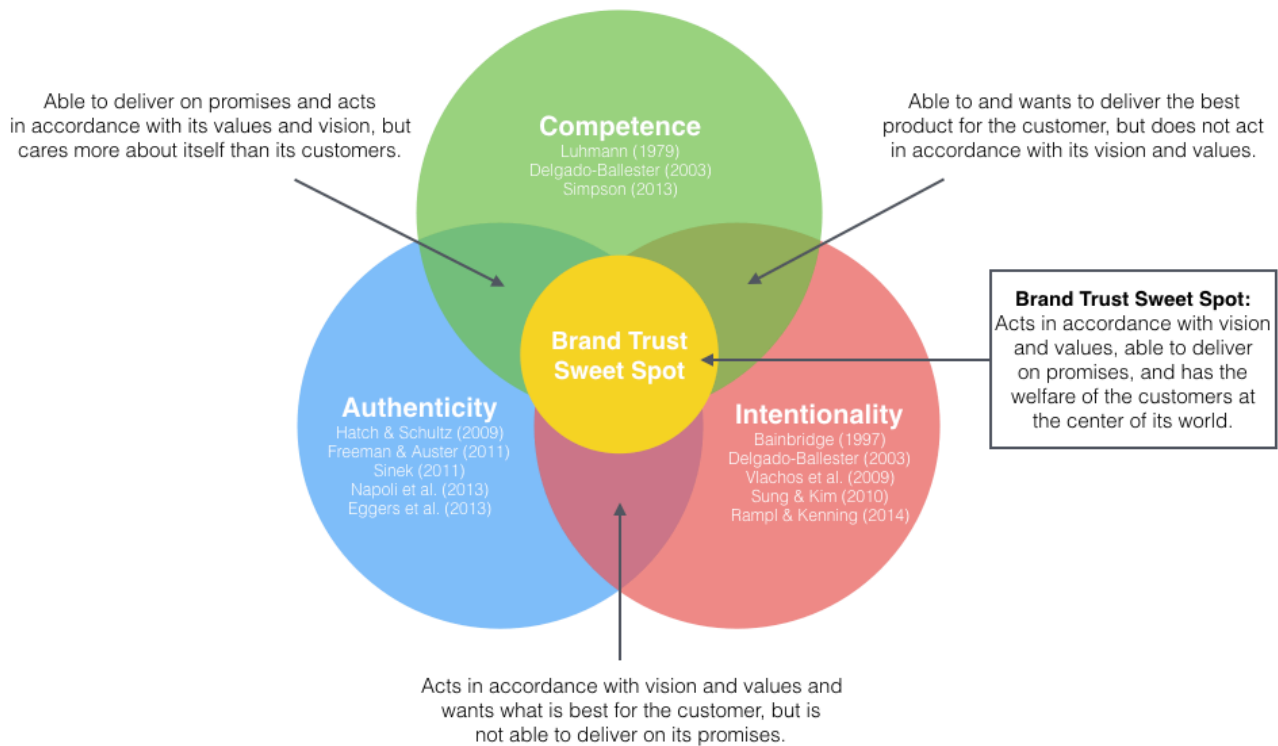 Able to deliver on promises and acts
in accordance with its values and vision, but
cares more about itself than its customers.
Competence
Luhmann (1979)
Delgado-Ballester (2003)
Simpson (2013)
Able to and wants to deliver the best
product for the customer, but does not act
in accordance with its vision and values.
Brand Trust
Sweet Spot
Brand Trust Sweet Spot:
Acts in accordance with vision
and values, able to deliver
on promises, and has the
welfare of the customers at
the center of its world.
Authenticity
Hatch & Schultz (2009)
Freeman & Auster (2011)
Sinek (2011)
Napoli et al. (2013)
Eggers et al. (2013)
Intentionality
Bainbridge (1997)
Delgado-Ballester (2003)
Vlachos et al. (2009)
Sung & Kim (2010)
Rampl & Kenning (2014)
Acts in accordance with vision and values and
wants what is best for the customer, but is
not able to deliver on its promises.